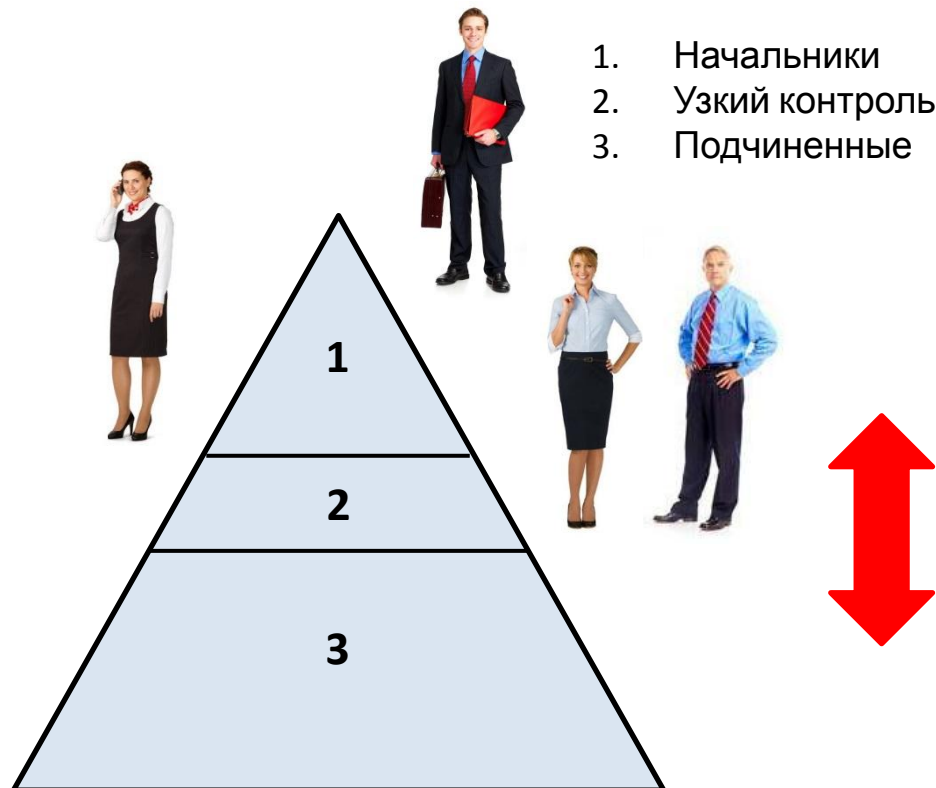 1. Начальники
2. Узкий контроль
3. Подчиненные
1
2
3